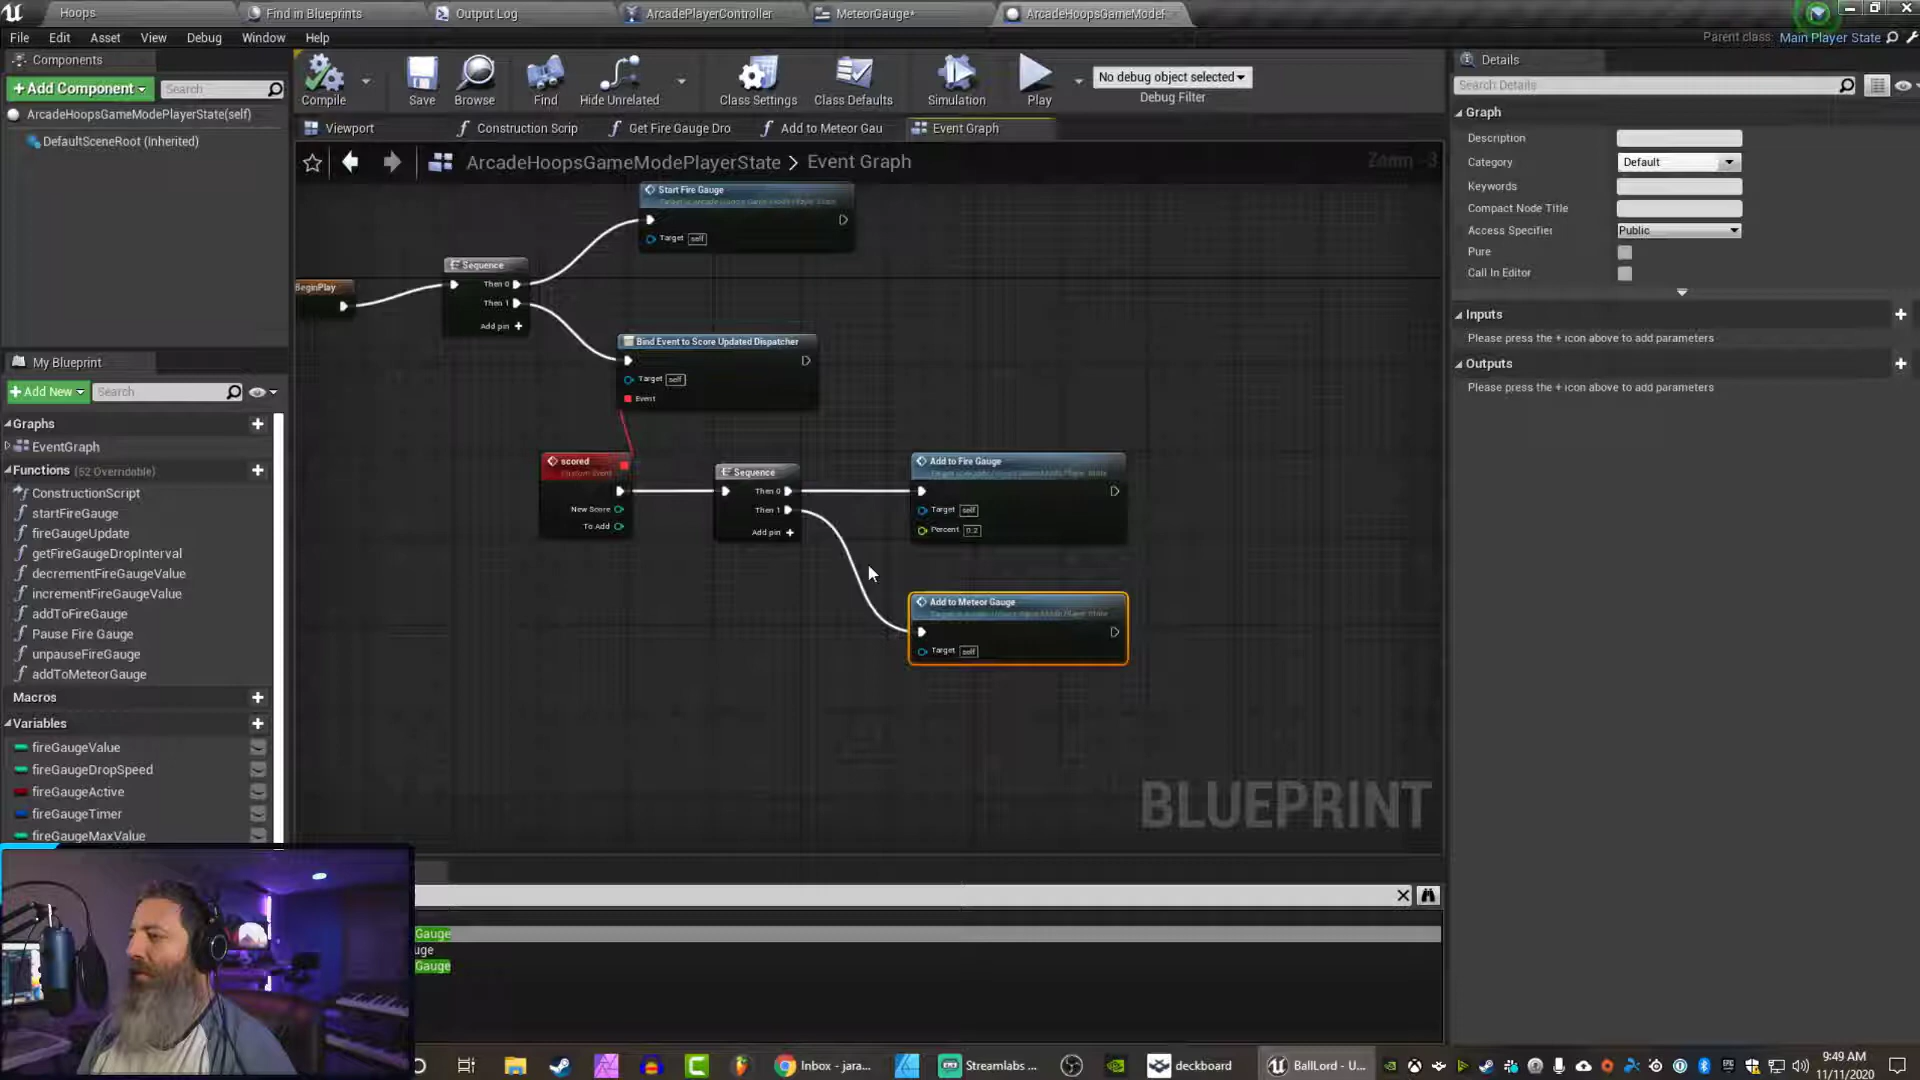 Hoops
Find in Blueprints
Output Log
ArcadePlayerController
MeteorGauge*
ArcadeHoopsGameModeF
File Edit Asset View Debug Window Help
Parent class: Main Player State
Components
+Add Component
Search
ArcadeHoopsGameModePlayerState(self)
DefaultSceneRoot (Inherited)
Compile
Save
Browse
Find
Hide Unrelated
Class Settings
Class Defaults
Simulation
Play
No debug object selected
Debug Filter
Viewport
Construction Scrip
Get Fire Gauge Dro
Add to Meteor Gau
Event Graph
ArcadeHoopsGameModePlayerState > Event Graph
Zoom -3
BeginPlay
Sequence
Then 0
Then 1
Add pin +
Start Fire Gauge
Target self
Bind Event to Score Updated Dispatcher
Target self
Event
scored
Custom Event
New Score
To Add
Sequence
Then 0
Then 1
Add pin +
Add to Fire Gauge
Target self
Percent 0.2
Add to Meteor Gauge
Target self
BLUEPRINT
My Blueprint
+Add New
Search
Graphs
EventGraph
Functions (52 Overridable)
ConstructionScript
startFireGauge
fireGaugeUpdate
getFireGaugeDropInterval
decrementFireGaugeValue
incrementFireGaugeValue
addToFireGauge
Pause Fire Gauge
unpauseFireGauge
addToMeteorGauge
Macros
Variables
fireGaugeValue
fireGaugeDropSpeed
fireGaugeActive
fireGaugeTimer
fireGaugeMaxValue
Details
Search Details
Graph
Description
Category Default
Keywords
Compact Node Title
Access Specifier Public
Pure
Call In Editor
Inputs
Please press the + icon above to add parameters
Outputs
Please press the + icon above to add parameters
Gauge
uge
Gauge
Inbox - jara...
Streamlabs ...
deckboard
BallLord - U...
9:49 AM
11/11/2020